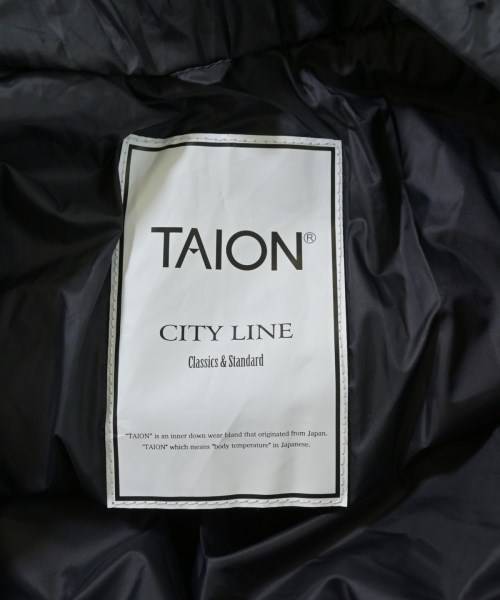 TAION®
CITY LINE
Classics & Standard
"TAION" is an inner down wear bland that originated from Japan.
"TAION" which means "body temperature" in Japanese.